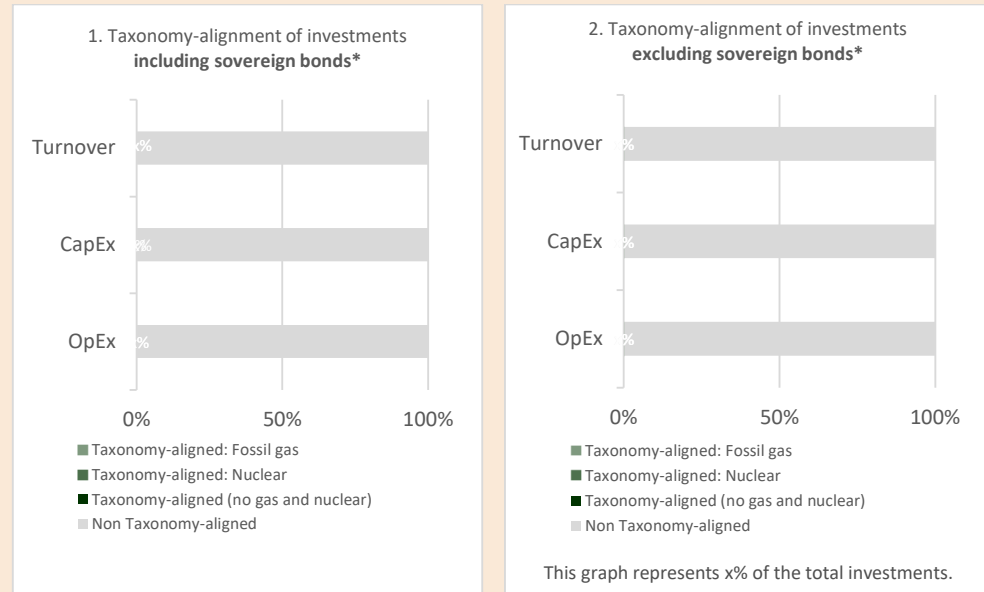 1. Taxonomy-alignment of investments
including sovereign bonds*
Turnover
CapEx
OpEx
0% 50% 100%
Taxonomy-aligned: Fossil gas
Taxonomy-aligned: Nuclear
Taxonomy-aligned (no gas and nuclear)
Non Taxonomy-aligned
2. Taxonomy-alignment of investments
excluding sovereign bonds*
Turnover
%
CapEx
%
OpEx
%
0% 50% 100%
Taxonomy-aligned: Fossil gas
Taxonomy-aligned: Nuclear
Taxonomy-aligned (no gas and nuclear)
Non Taxonomy-aligned
This graph represents x% of the total investments.